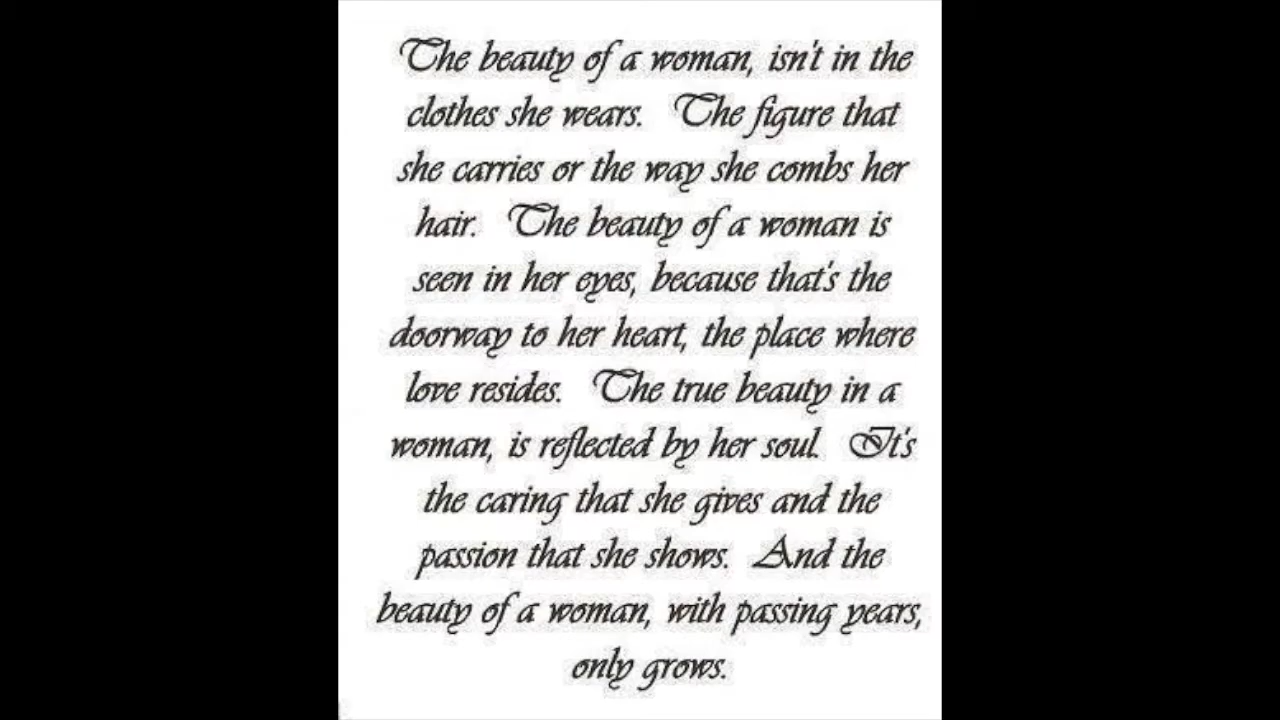 The beauty of a woman, isn't in the
clothes she wears. The figure that
she carries or the way she combs her
hair. The beauty of a woman is
seen in her eyes, because that's the
doorway to her heart, the place where
love resides. The true beauty in a
woman, is reflected by her soul. It's
the caring that she gives and the
passion that she shows. And the
beauty of a woman, with passing years,
only grows.